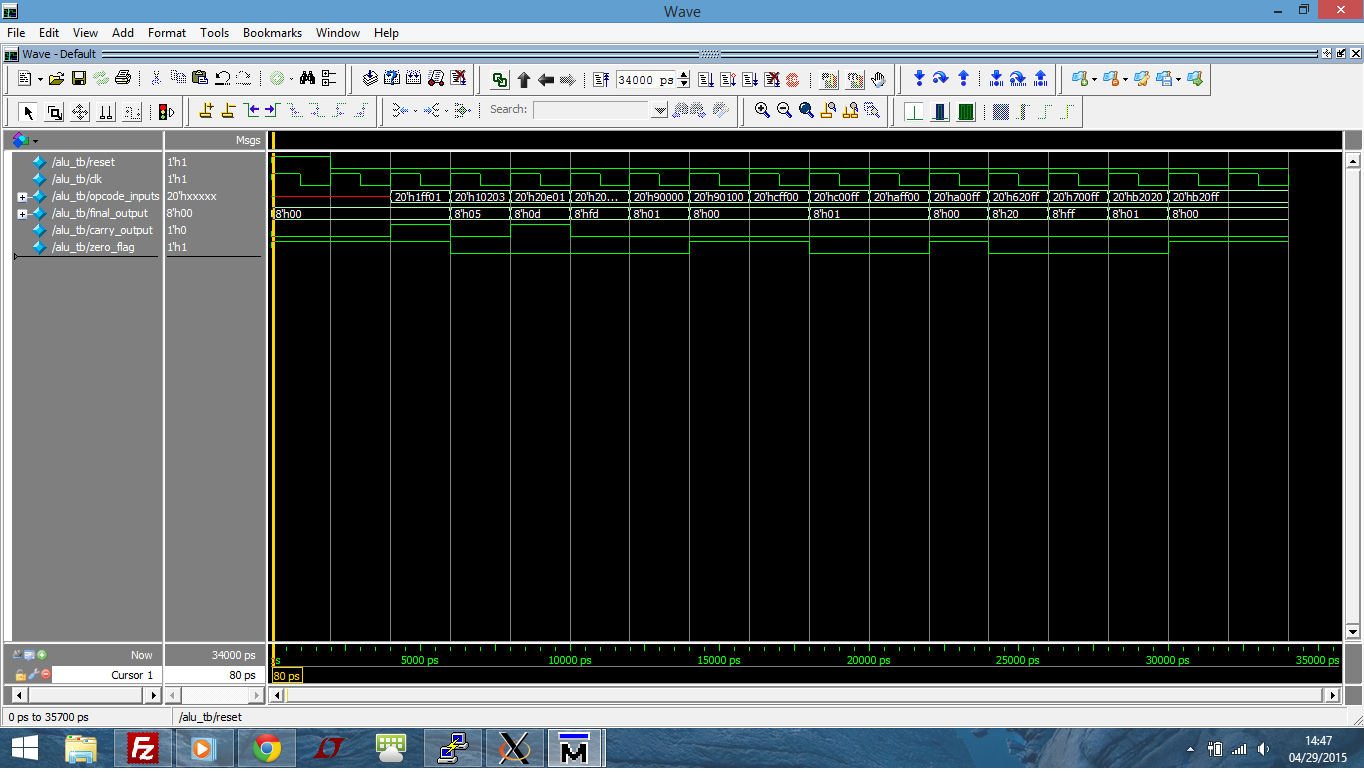 Wave
File Edit View Add Format Tools Bookmarks Window Help
Wave - Default
34000 ps
Search:
Msgs
/alu_tb/reset 1'h1
/alu_tb/clk 1'h1
/alu_tb/opcode_inputs 20'hxxxxx 20'h1ff01 20'h10203 20'h20e01 20'h20... 20'h90000 20'h90100 20'hcff00 20'hc00ff 20'haff00 20'ha00ff 20'h620ff 20'h700ff 20'hb2020 20'hb20ff
/alu_tb/final_output 8'h00 8'h00 8'h05 8'h0d 8'hfd 8'h01 8'h00 8'h01 8'h00 8'h20 8'hff 8'h01 8'h00
/alu_tb/carry_output 1'h0
/alu_tb/zero_flag 1'h1
Now 34000 ps 5000 ps 10000 ps 15000 ps 20000 ps 25000 ps 30000 ps 35000 ps
Cursor 1 80 ps 80 ps
0 ps to 35700 ps /alu_tb/reset
Fz
M
14:47
04/29/2015